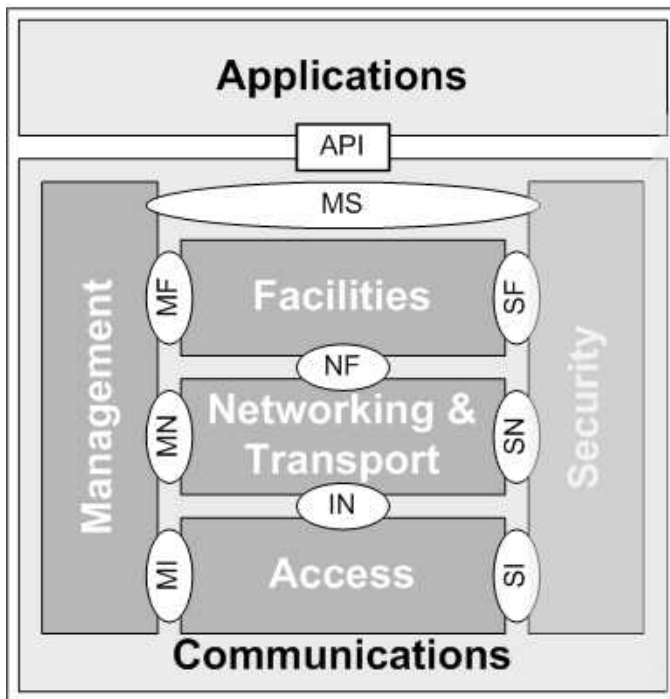 Applications
API
MS
Management
MF
Facilities
SF
Security
NF
MN
Networking &
Transport
SN
IN
MI
Access
SI
Communications